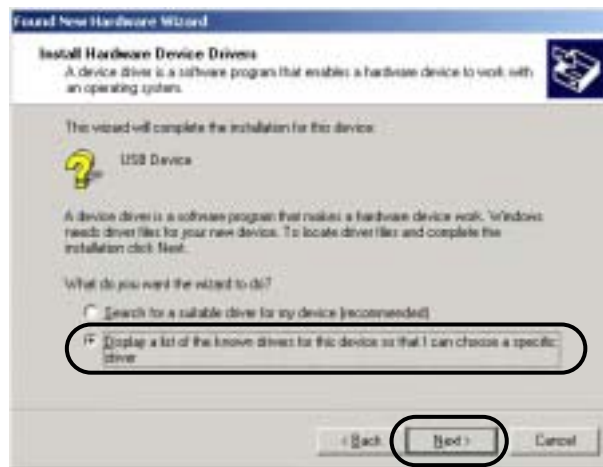 Found New Hardware Wizard
Install Hardware Device Drivers
A device driver is a software program that enables a hardware device to work with
an operating system.
This wizard will complete the installation for this device:
USB Device
A device driver is a software program that makes a hardware device work. Windows
needs driver files for your new device. To locate driver files and complete the
installation click Next.
What do you want the wizard to do?
Search for a suitable driver for my device (recommended)
Display a list of the known drivers for this device so that I can choose a specific
driver
< Back
Next >
Cancel